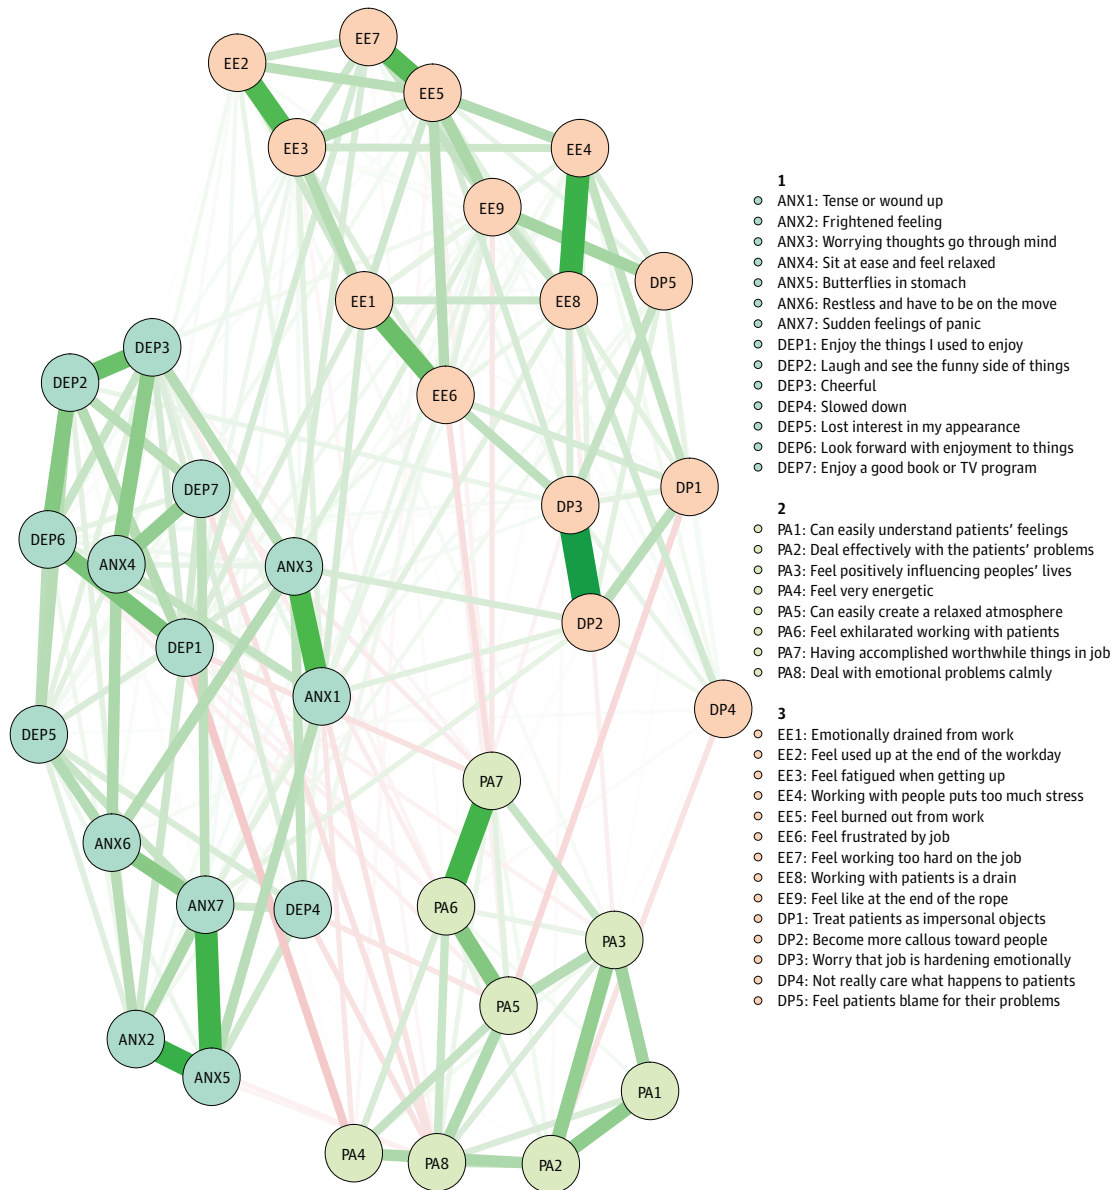 EE7
EE2
EE5
EE3
EE4
EE9
DP5
EE1
EE8
DEP3
DEP2
EE6
DEP7
DP1
DP3
DEP6
ANX4
ANX3
DP2
DEP1
ANX1
DP4
DEP5
PA7
ANX6
ANX7
DEP4
PA6
PA3
PA5
ANX2
ANX5
PA1
PA4
PA8
PA2
1
ANX1: Tense or wound up
ANX2: Frightened feeling
ANX3: Worrying thoughts go through mind
ANX4: Sit at ease and feel relaxed
ANX5: Butterflies in stomach
ANX6: Restless and have to be on the move
ANX7: Sudden feelings of panic
DEP1: Enjoy the things I used to enjoy
DEP2: Laugh and see the funny side of things
DEP3: Cheerful
DEP4: Slowed down
DEP5: Lost interest in my appearance
DEP6: Look forward with enjoyment to things
DEP7: Enjoy a good book or TV program
2
PA1: Can easily understand patients’ feelings
PA2: Deal effectively with the patients’ problems
PA3: Feel positively influencing peoples’ lives
PA4: Feel very energetic
PA5: Can easily create a relaxed atmosphere
PA6: Feel exhilarated working with patients
PA7: Having accomplished worthwhile things in job
PA8: Deal with emotional problems calmly
3
EE1: Emotionally drained from work
EE2: Feel used up at the end of the workday
EE3: Feel fatigued when getting up
EE4: Working with people puts too much stress
EE5: Feel burned out from work
EE6: Feel frustrated by job
EE7: Feel working too hard on the job
EE8: Working with patients is a drain
EE9: Feel like at the end of the rope
DP1: Treat patients as impersonal objects
DP2: Become more callous toward people
DP3: Worry that job is hardening emotionally
DP4: Not really care what happens to patients
DP5: Feel patients blame for their problems